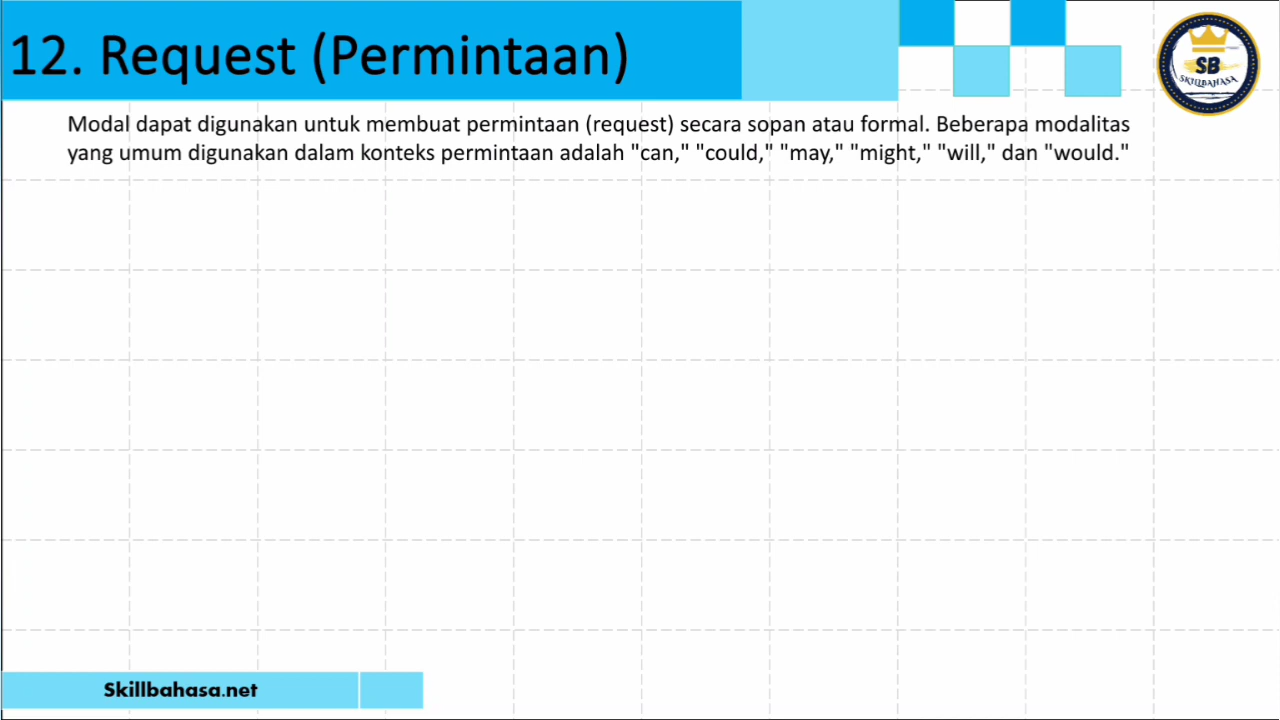 12. Request (Permintaan)
SB
SKILLBAHASA
Modal dapat digunakan untuk membuat permintaan (request) secara sopan atau formal. Beberapa modalitas
yang umum digunakan dalam konteks permintaan adalah "can," "could," "may," "might," "will," dan "would."
Skillbahasa.net